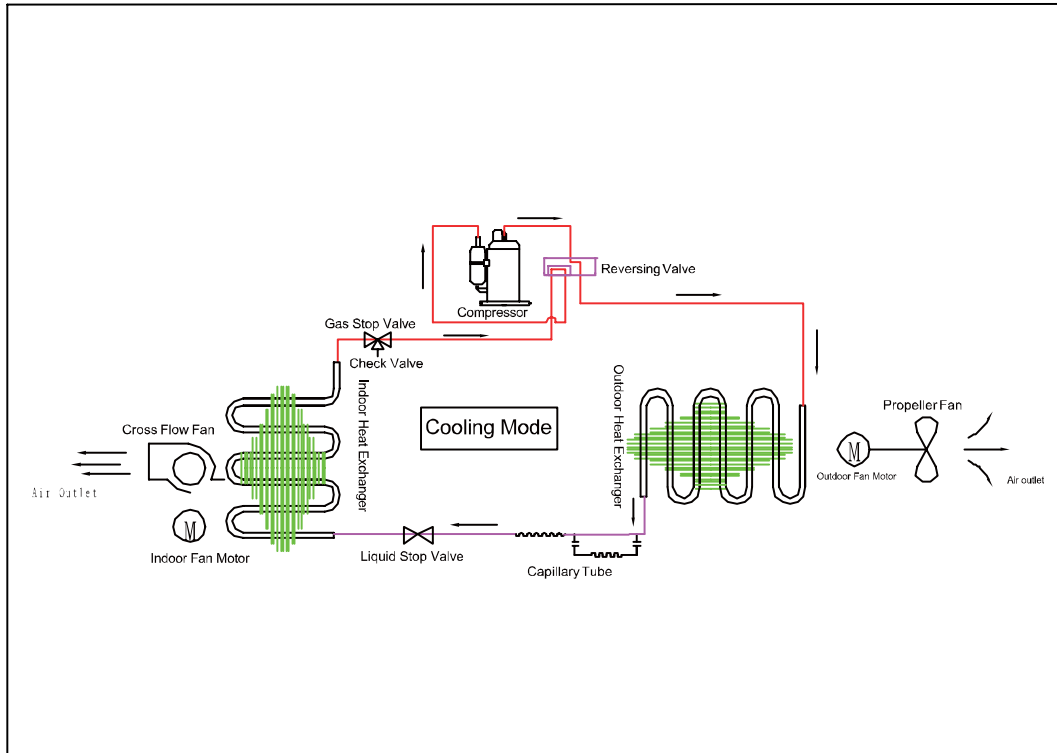 Reversing Valve
Compressor
Gas Stop Valve
Check Valve
Indoor Heat Exchanger
Outdoor Heat Exchanger
Cooling Mode
Propeller Fan
Cross Flow Fan
M
Outdoor Fan Motor
Air outlet
Air Outlet
M
Indoor Fan Motor
Liquid Stop Valve
Capillary Tube